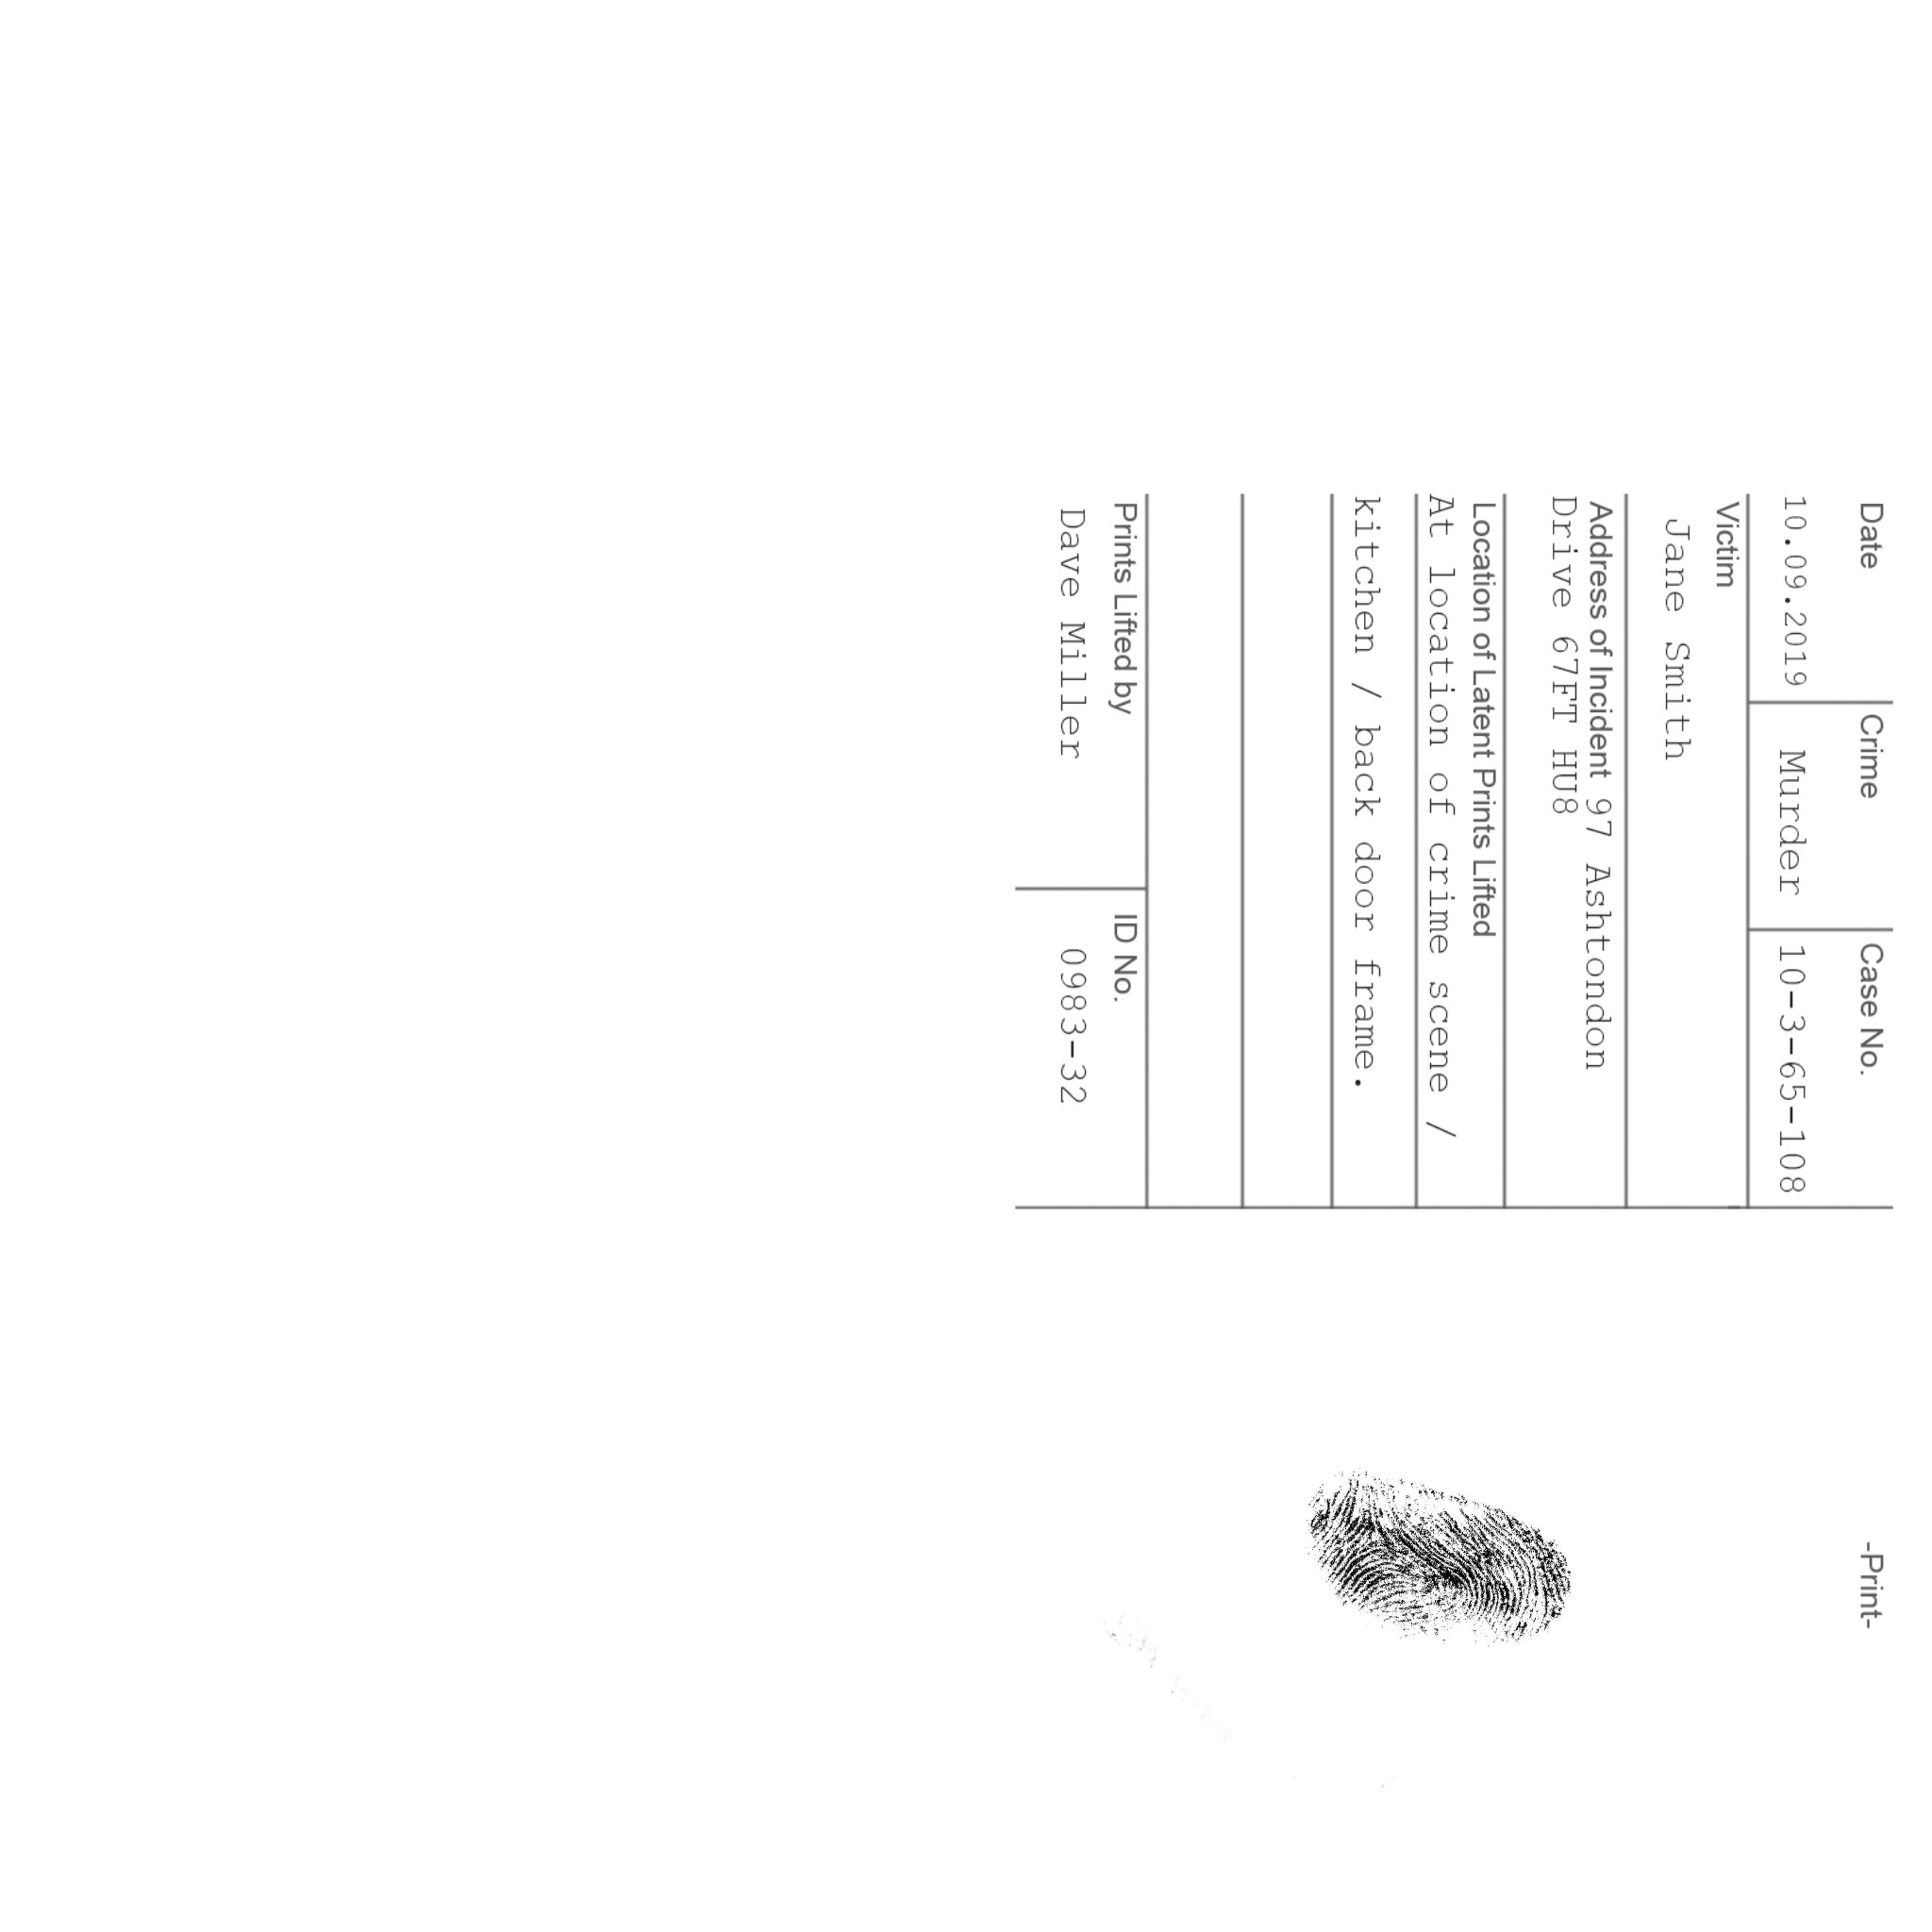 Date
Crime
Case No.
10.09.2019
Murder
10-3-65-108
Victim
Jane Smith
Address of Incident 97 Ashtondon
Drive 67FT HU8
Location of Latent Prints Lifted
At location of crime scene /
kitchen / back door frame.
Prints Lifted by
ID No.
Dave Miller
0983-32
-Print-